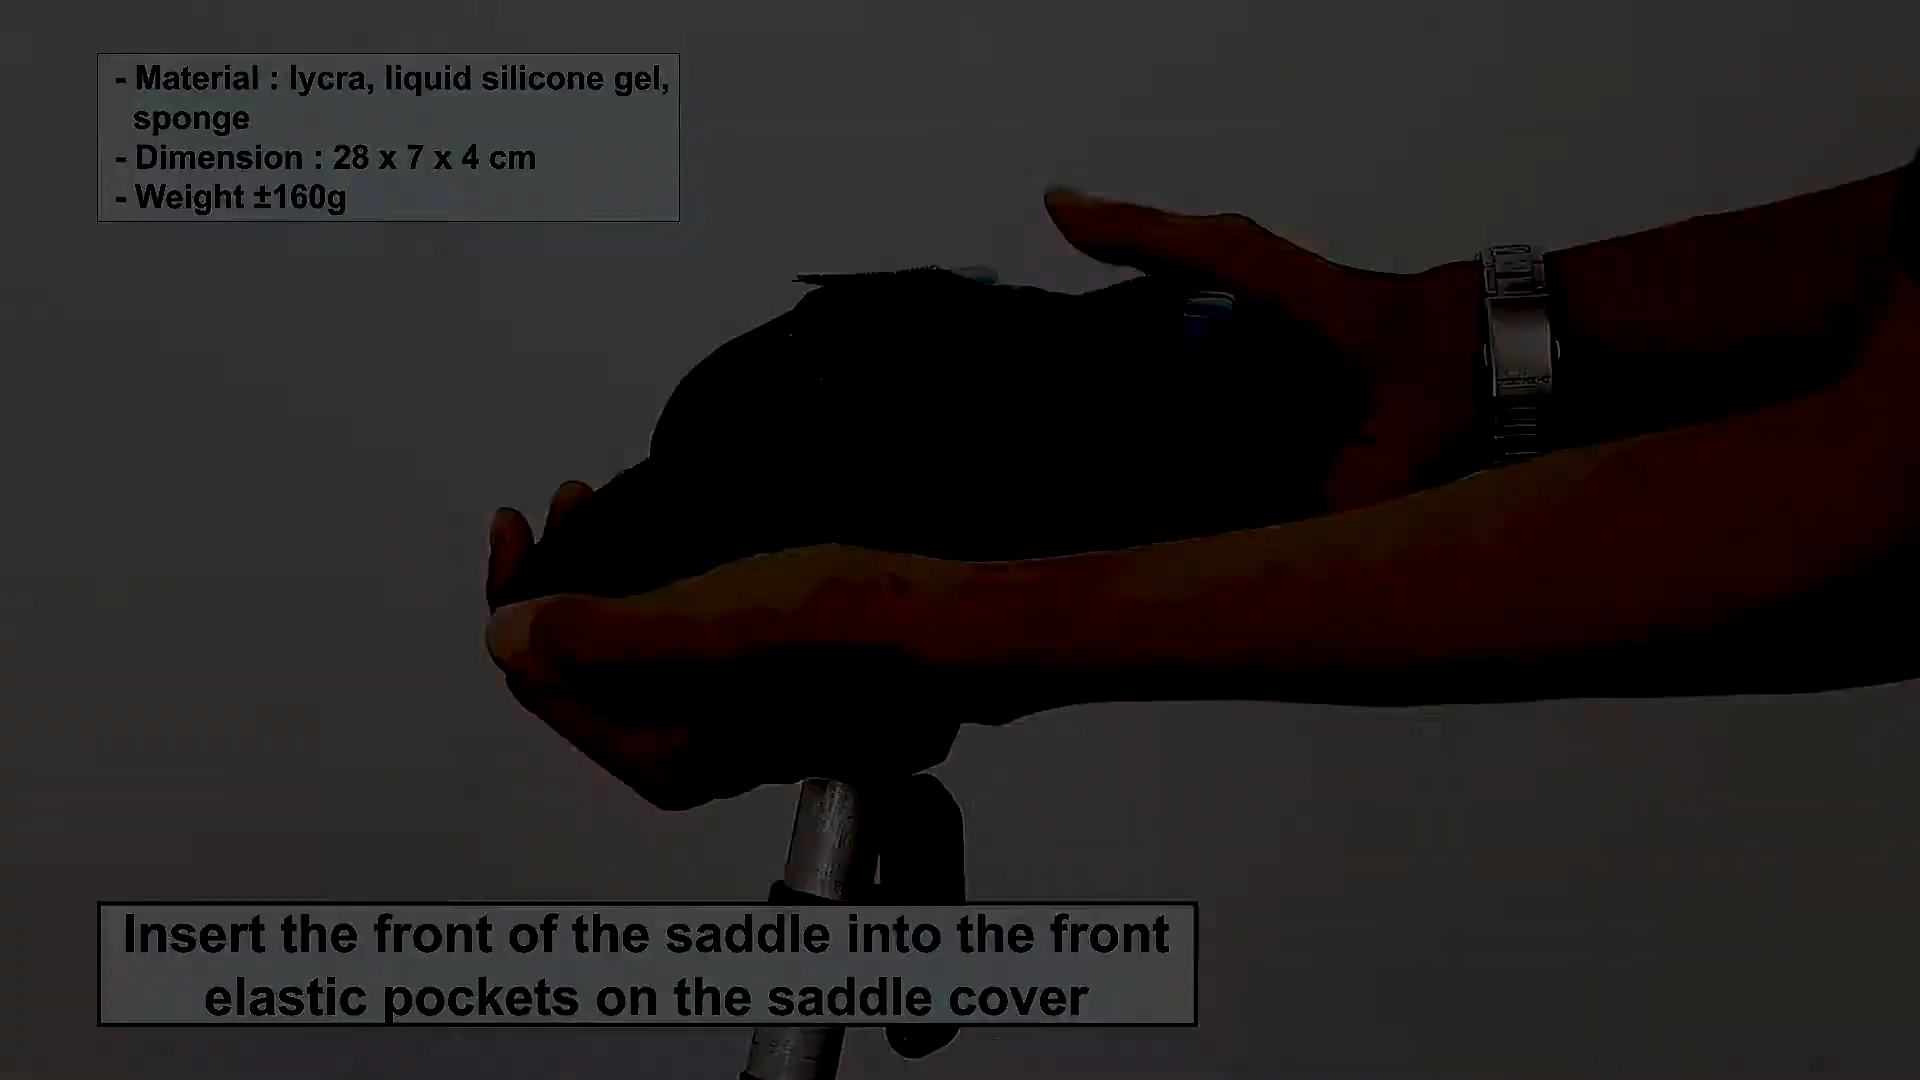 - Material : lycra, liquid silicone gel,
sponge
- Dimension : 28 x 7 x 4 cm
- Weight ±160g
Insert the front of the saddle into the front
elastic pockets on the saddle cover